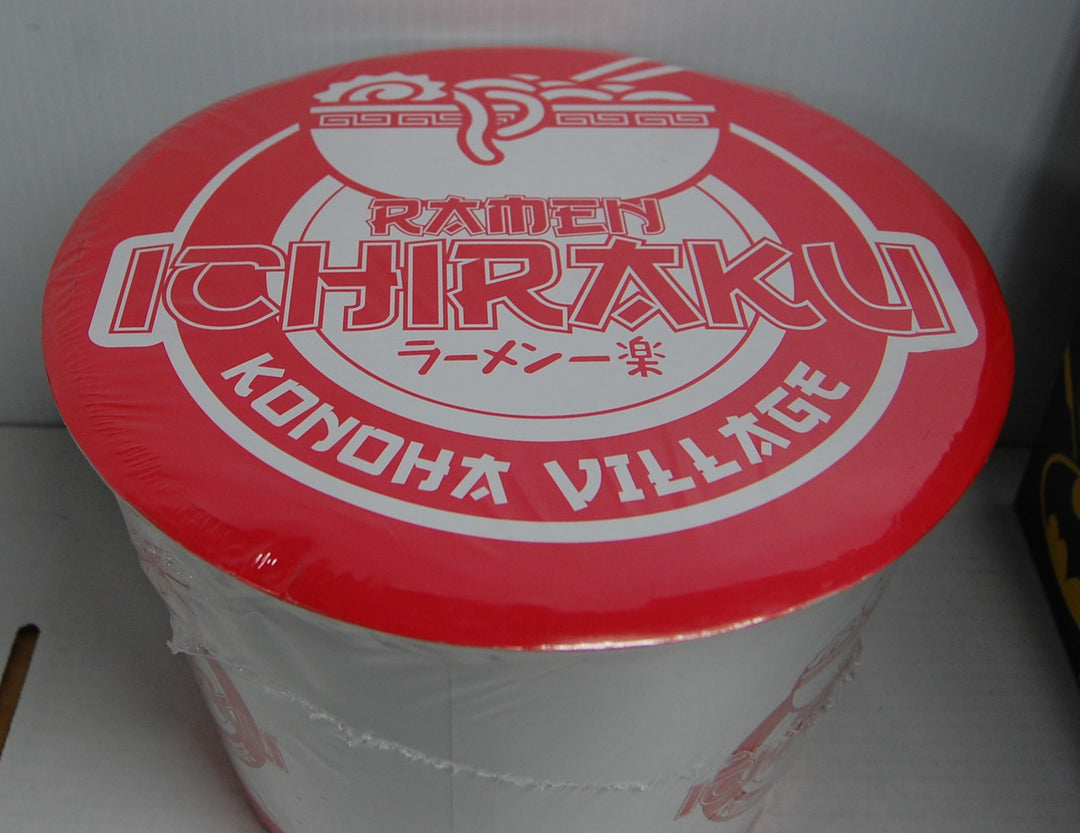 RAMEN
ICHIRAKU
ラーメン一楽
KONOHA VILLAGE